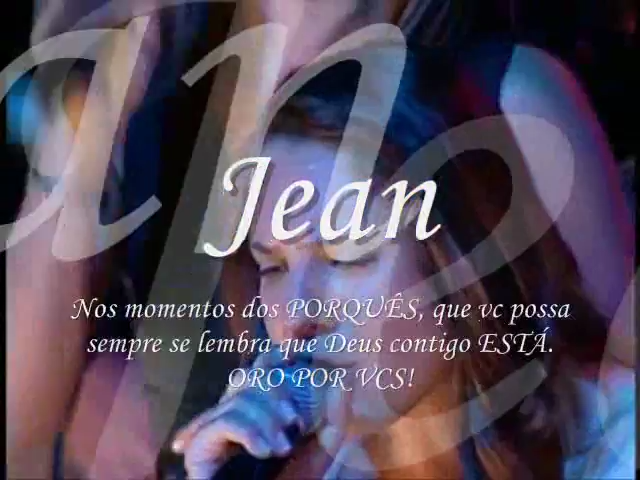 Jean
Nos momentos dos PORQUÊS, que vc possa
sempre se lembra que Deus contigo ESTÁ.
ORO POR VCS!